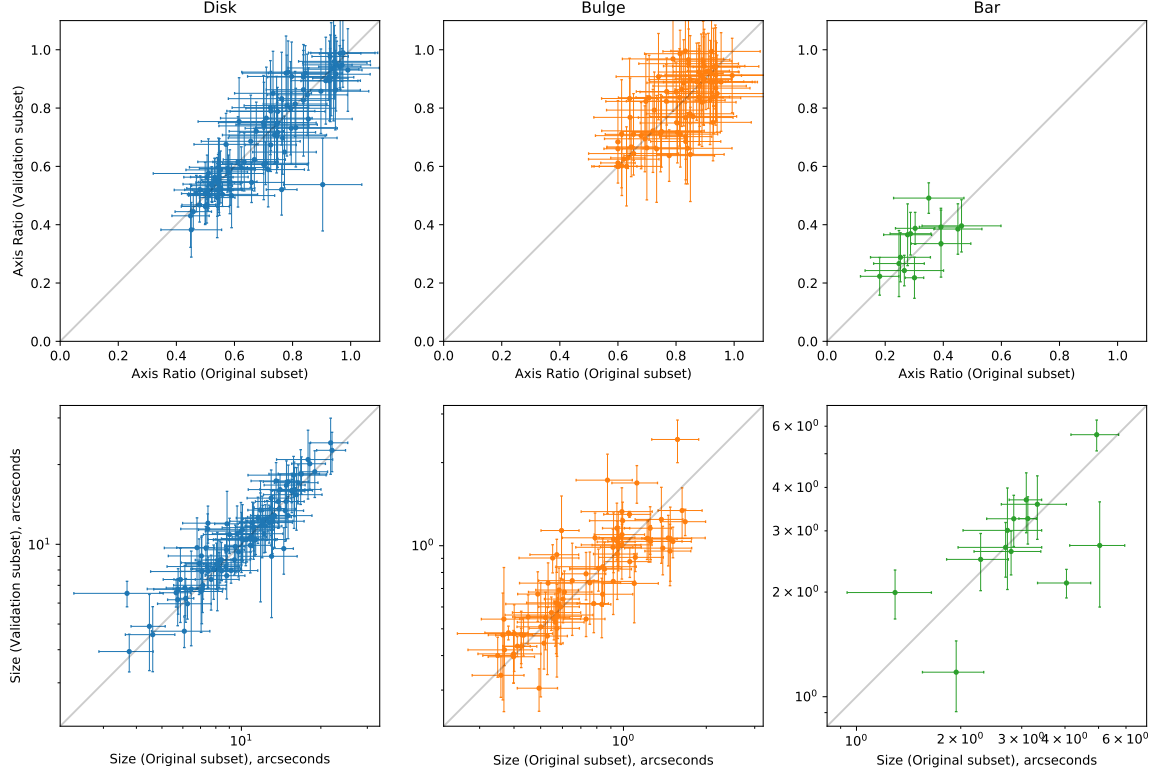 Disk
Bulge
Bar
Axis Ratio (Validation subset)
1.0
0.8
0.6
0.4
0.2
0.0
0.0 0.2 0.4 0.6 0.8 1.0
Axis Ratio (Original subset)
1.0
0.8
0.6
0.4
0.2
0.0
0.0 0.2 0.4 0.6 0.8 1.0
Axis Ratio (Original subset)
1.0
0.8
0.6
0.4
0.2
0.0
0.0 0.2 0.4 0.6 0.8 1.0
Axis Ratio (Original subset)
Size (Validation subset), arcseconds
10¹
10¹
Size (Original subset), arcseconds
10⁰
10⁰
Size (Original subset), arcseconds
6 × 10⁰
4 × 10⁰
3 × 10⁰
2 × 10⁰
10⁰
10⁰ 2 × 10⁰ 3 × 10⁰ 4 × 10⁰ 6 × 10⁰
Size (Original subset), arcseconds